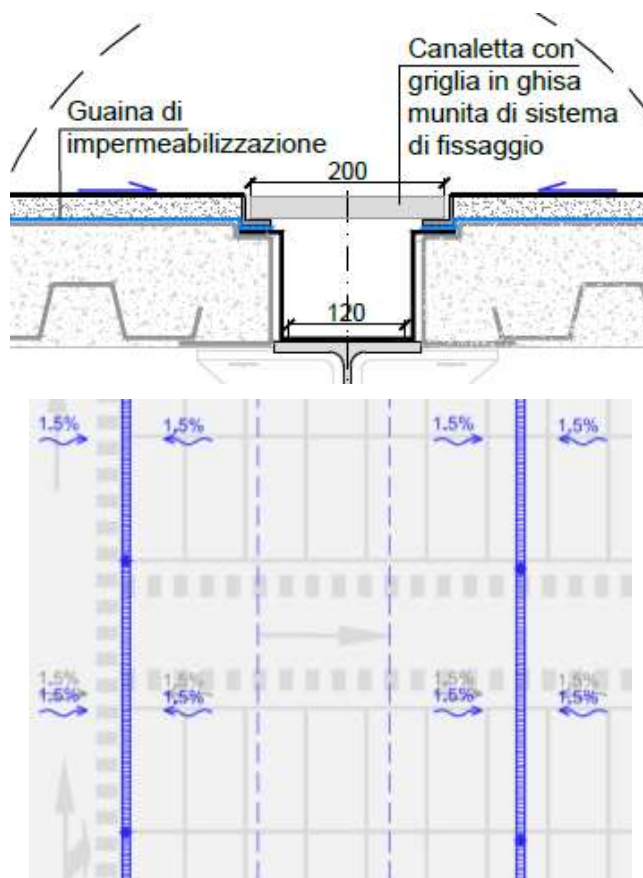 Canaletta con
griglia in ghisa
munita di sistema
di fissaggio
Guaina di
impermeabilizzazione
200
120
1.5% 1.5% 1.5% 1.5%
1.5% 1.5% 1.5% 1.5%
1.5% 1.5% 1.5% 1.5%